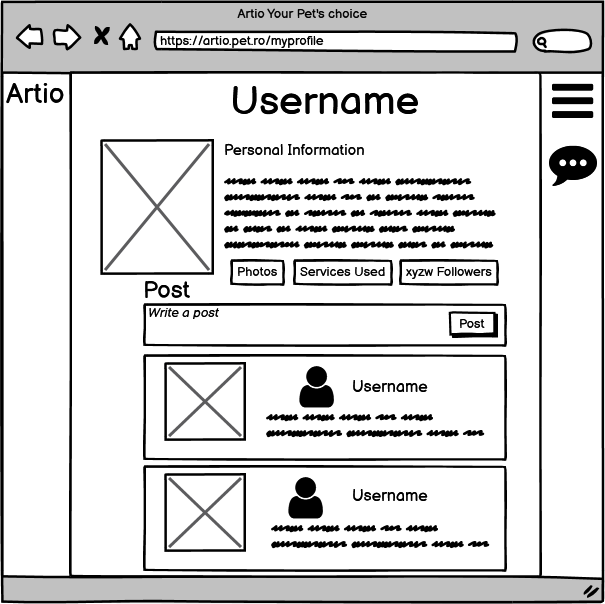 Artio Your Pet's choice
https://artio.pet.ro/myprofile
Artio
Username
Personal Information
Photos
Services Used
xyzw Followers
Post
Write a post
Post
Username
Username